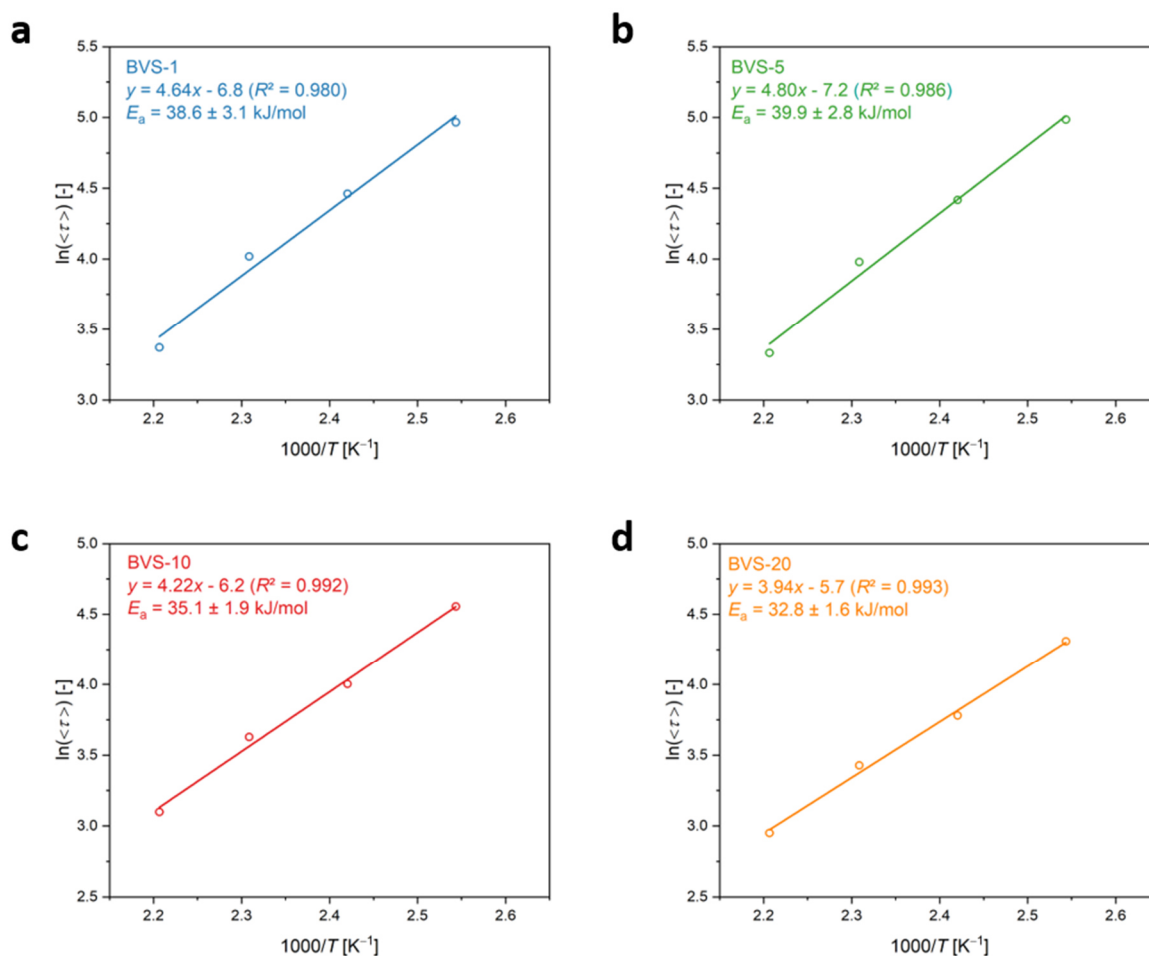 a
BVS-1
y = 4.64x - 6.8 (R² = 0.980)
Eₐ = 38.6 ± 3.1 kJ/mol
5.5
5.0
4.5
4.0
3.5
3.0
ln(<τ>) [-]
2.2 2.3 2.4 2.5 2.6
1000/T [K⁻¹]
b
BVS-5
y = 4.80x - 7.2 (R² = 0.986)
Eₐ = 39.9 ± 2.8 kJ/mol
5.5
5.0
4.5
4.0
3.5
3.0
ln(<τ>) [-]
2.2 2.3 2.4 2.5 2.6
1000/T [K⁻¹]
c
BVS-10
y = 4.22x - 6.2 (R² = 0.992)
Eₐ = 35.1 ± 1.9 kJ/mol
5.0
4.5
4.0
3.5
3.0
2.5
ln(<τ>) [-]
2.2 2.3 2.4 2.5 2.6
1000/T [K⁻¹]
d
BVS-20
y = 3.94x - 5.7 (R² = 0.993)
Eₐ = 32.8 ± 1.6 kJ/mol
5.0
4.5
4.0
3.5
3.0
2.5
ln(<τ>) [-]
2.2 2.3 2.4 2.5 2.6
1000/T [K⁻¹]